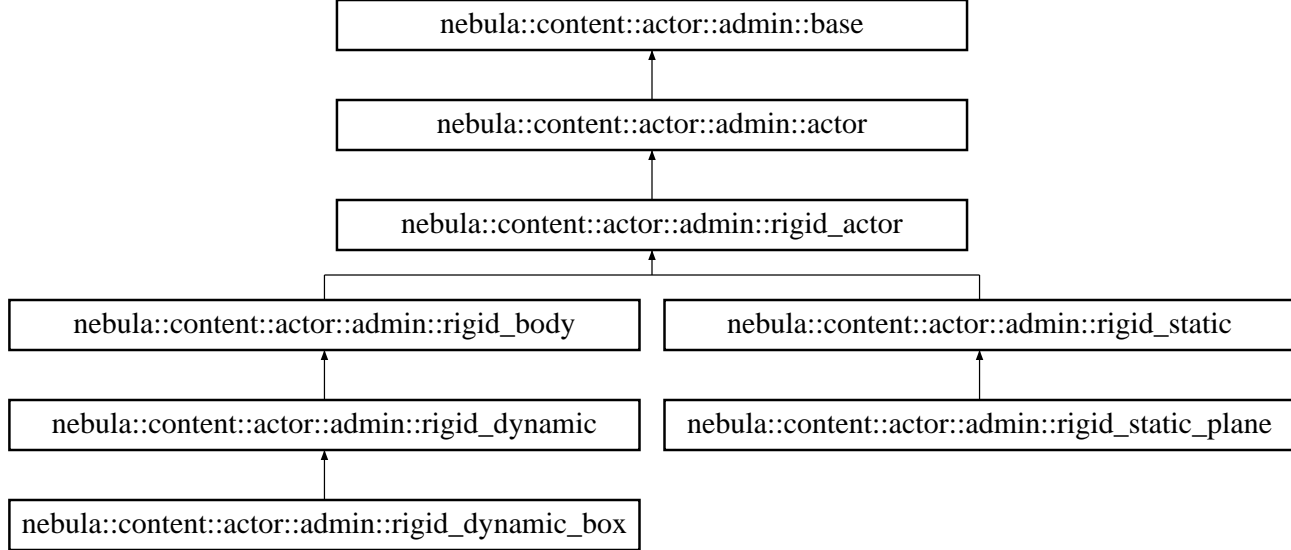 nebula::content::actor::admin::base
nebula::content::actor::admin::actor
nebula::content::actor::admin::rigid_actor
nebula::content::actor::admin::rigid_body
nebula::content::actor::admin::rigid_static
nebula::content::actor::admin::rigid_dynamic
nebula::content::actor::admin::rigid_static_plane
nebula::content::actor::admin::rigid_dynamic_box